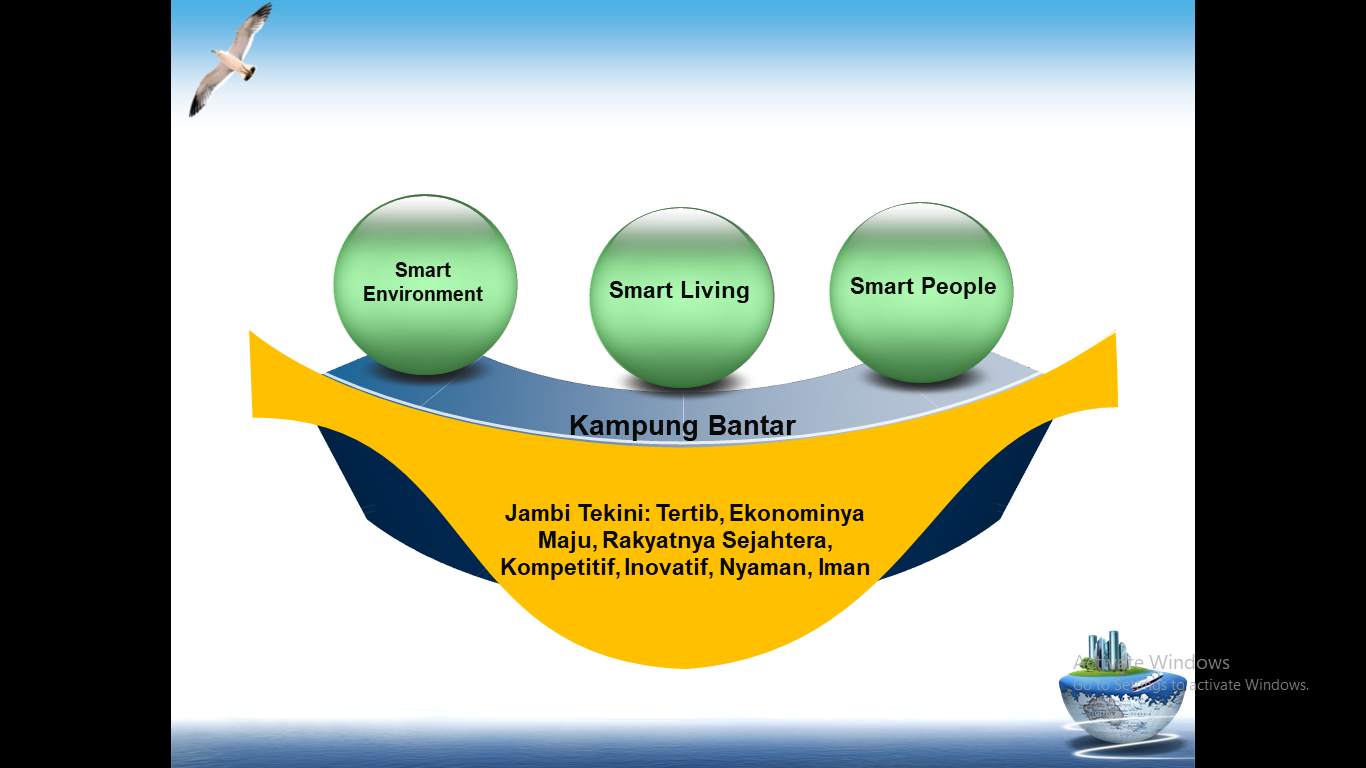 Smart
Environment
Smart Living
Smart People
Kampung Bantar
Jambi Tekini: Tertib, Ekonominya
Maju, Rakyatnya Sejahtera,
Kompetitif, Inovatif, Nyaman, Iman
Activate Windows
Go to Settings to activate Windows.